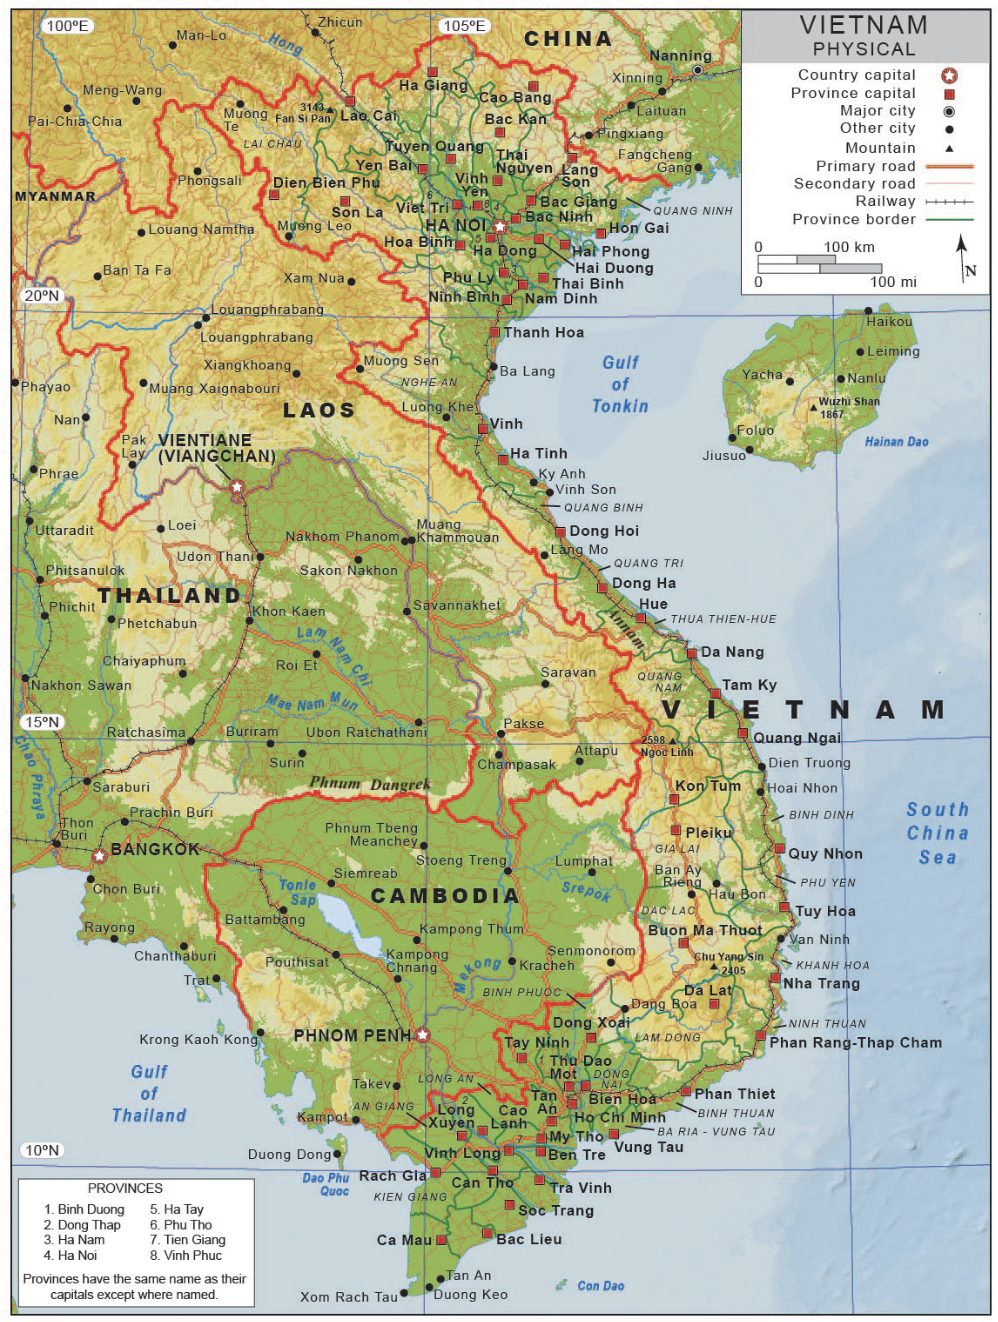 VIETNAM
PHYSICAL
Country capital
Province capital
Major city
Other city
Mountain
Primary road
Secondary road
Railway
Province border
0 100 km
0 100 mi
N
100ºE
105ºE
Zhicun
Man-Lo
Hong
CHINA
Nanning
Xinning
Ha Giang
Meng-Wang
Cao Bang
Pai-Chia-Chia
Muong
Te
3143
Fan Si Pan
Lao Cai
Bac Kan
Laituan
Pingxiang
LAI CHAU
Tuyen Quang
Thai
Nguyen
Fangcheng
Gang
Yen Bai
Lang
Son
Phongsali
Dien Bien Phu
Vinh
Yen
MYANMAR
Son La
Viet Tri
6
8
4
Bac Giang
Bac Ninh
QUANG NINH
Louang Namtha
Muong Leo
HA NOI
Hon Gai
Hoa Binh
5
Ha Dong
Hai Phong
Hai Duong
Ban Ta Fa
Xam Nua
Phu Ly
3
Thai Binh
20ºN
Ninh Binh
Nam Dinh
Louangphrabang
Louangphrabang
Thanh Hoa
Haikou
Leiming
Xiangkhoang
Muong Sen
Ba Lang
Gulf
of
Tonkin
Yacha
Nanlu
Phayao
Muang Xaignabouri
NGHE AN
Wuzhi Shan
1867
LAOS
Luong Khe
Nan
Vinh
Foluo
Pak
Lay
VIENTIANE
(VIANGCHAN)
Hainan Dao
Jiusuo
Ha Tinh
Phrae
Ky Anh
Vinh Son
QUANG BINH
Uttaradit
Loei
Nakhom Phanom
Muang
Khammouan
Dong Hoi
Udon Thani
Lang Mo
Phitsanulok
Sakon Nakhon
QUANG TRI
Dong Ha
THAILAND
Phichit
Khon Kaen
Savannakhet
Hue
Phetchabun
Annam
THUA THIEN-HUE
Lam Nam Chi
Da Nang
Chaiyaphum
Roi Et
Saravan
Nakhon Sawan
QUANG
NAM
Tam Ky
Mae Nam Mun
VIETNAM
15ºN
Pakse
Ratchasima
Buriram
Ubon Ratchathani
2598
Ngoc Linh
Quang Ngai
Attapu
Chao Phraya
Surin
Champasak
Dien Truong
Saraburi
Phnum Dangrek
Kon Tum
Hoai Nhon
Prachin Buri
South
China
Sea
BINH DINH
Thon
Buri
Phnum Tbeng
Meanchey
Pleiku
BANGKOK
GIA LAI
Quy Nhon
Stoeng Treng
Lumphat
Siemreab
Ban Ay
Rieng
Chon Buri
Tonle
Sap
CAMBODIA
Srepok
Hau Bon
PHU YEN
Battambang
DAC LAC
Tuy Hoa
Rayong
Kampong Thum
Buon Ma Thuot
Van Ninh
Chanthaburi
Pouthisat
Kampong
Chnang
Senmonorom
Chu Yang Sin
2405
KHANH HOA
Mekong
Kracheh
Trat
BINH PHUOC
Da Lat
Nha Trang
Dang Boa
Krong Kaoh Kong
PHNOM PENH
Dong Xoai
NINH THUAN
Tay Ninh
LAM DONG
Phan Rang-Thap Cham
1
Thu Dao
Mot
DONG
NAI
Gulf
of
Thailand
Takev
LONG AN
Tan
An
Bien Hoa
Phan Thiet
AN GIANG
2
Long
Xuyen
Cao
Lanh
Ho Chi Minh
BINH THUAN
Kampot
BA RIA - VUNG TAU
My Tho
Vung Tau
7
10ºN
Duong Dong
Vinh Long
Ben Tre
Dao Phu
Quoc
Rach Gia
Can Tho
Tra Vinh
KIEN GIANG
Soc Trang
Ca Mau
Bac Lieu
Tan An
Con Dao
Xom Rach Tau
Duong Keo
PROVINCES
1. Binh Duong
2. Dong Thap
3. Ha Nam
4. Ha Noi
5. Ha Tay
6. Phu Tho
7. Tien Giang
8. Vinh Phuc
Provinces have the same name as their
capitals except where named.